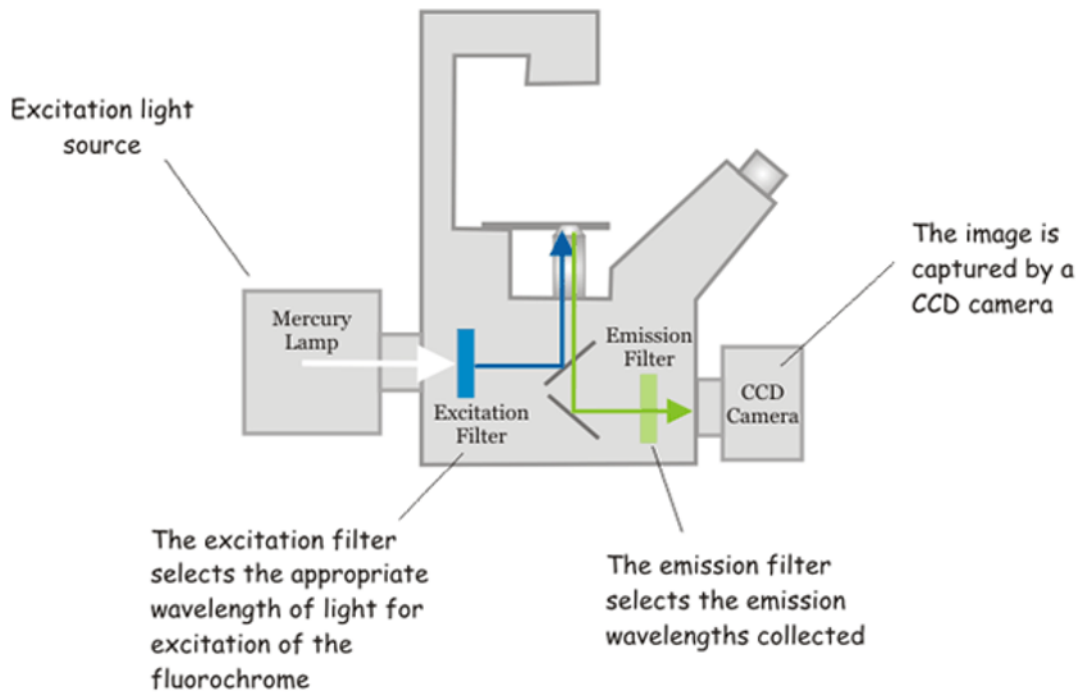 Excitation light
source
Mercury
Lamp
Excitation
Filter
Emission
Filter
CCD
Camera
The image is
captured by a
CCD camera
The excitation filter
selects the appropriate
wavelength of light for
excitation of the
fluorochrome
The emission filter
selects the emission
wavelengths collected